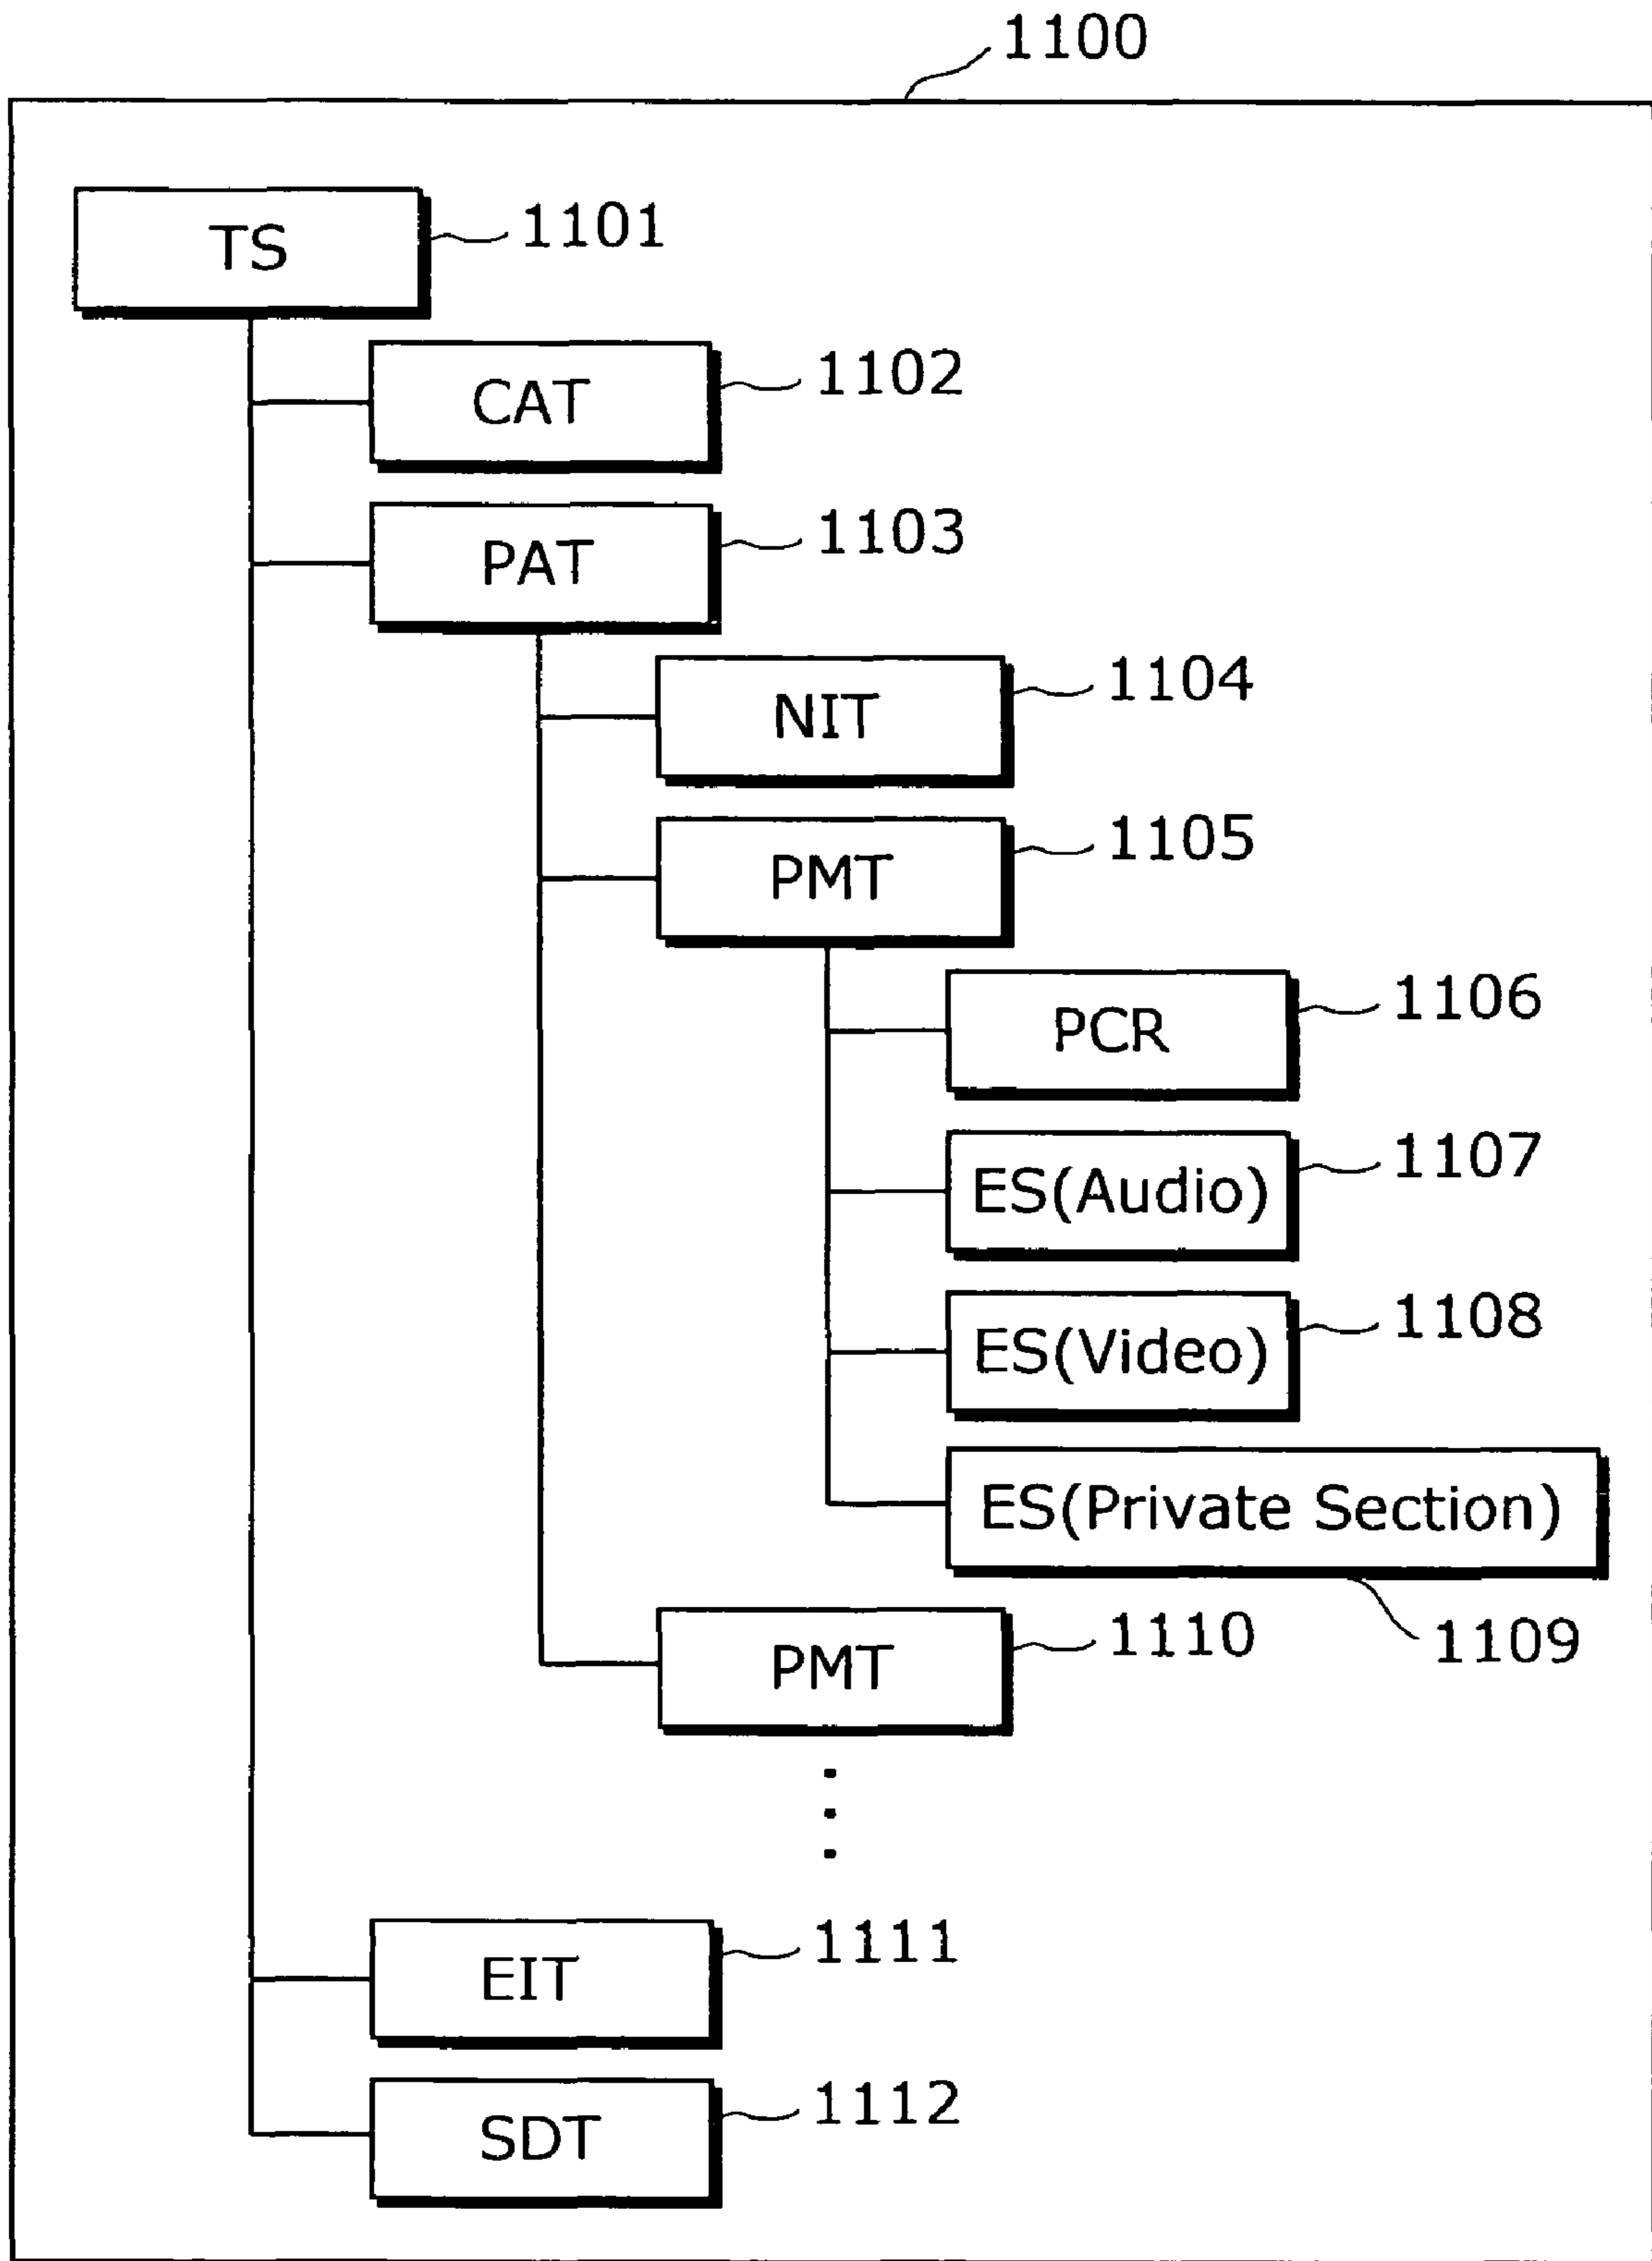 1100
TS 1101
CAT 1102
PAT 1103
NIT 1104
PMT 1105
PCR 1106
ES(Audio) 1107
ES(Video) 1108
ES(Private Section)
1109
PMT 1110
EIT 1111
SDT 1112